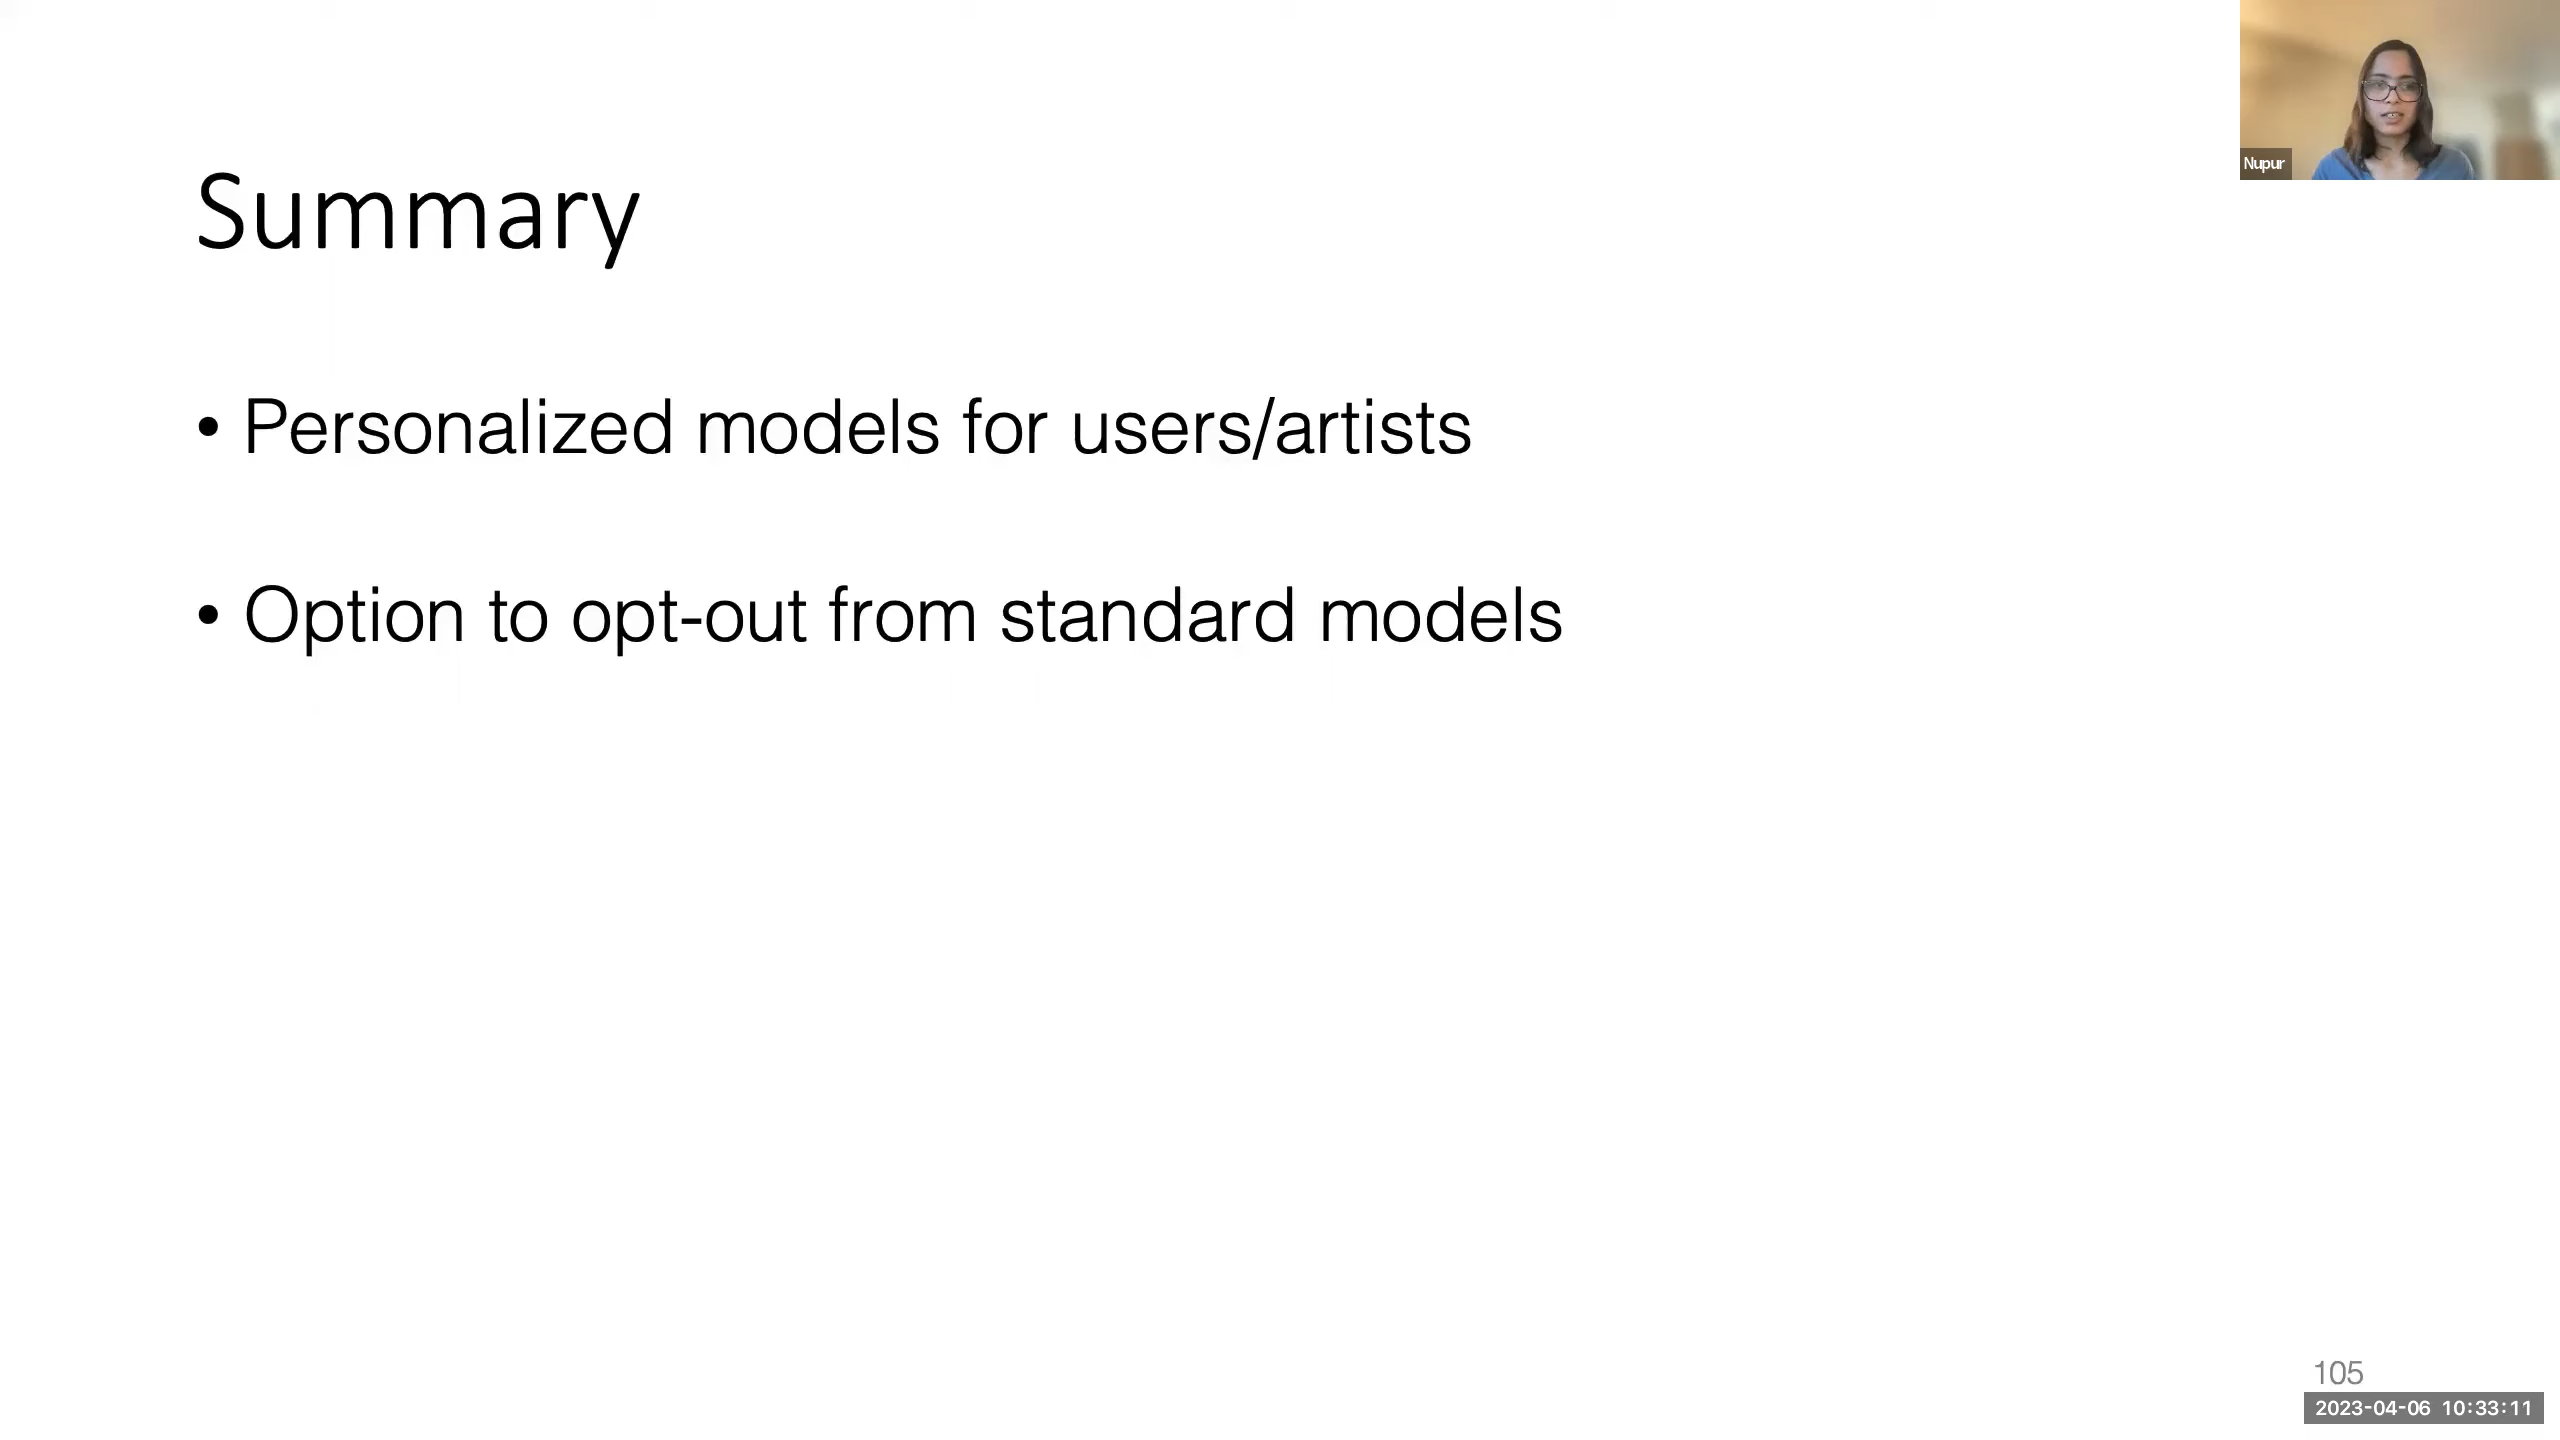 Nupur
Summary
• Personalized models for users/artists
• Option to opt-out from standard models
105
2023-04-06 10:33:11